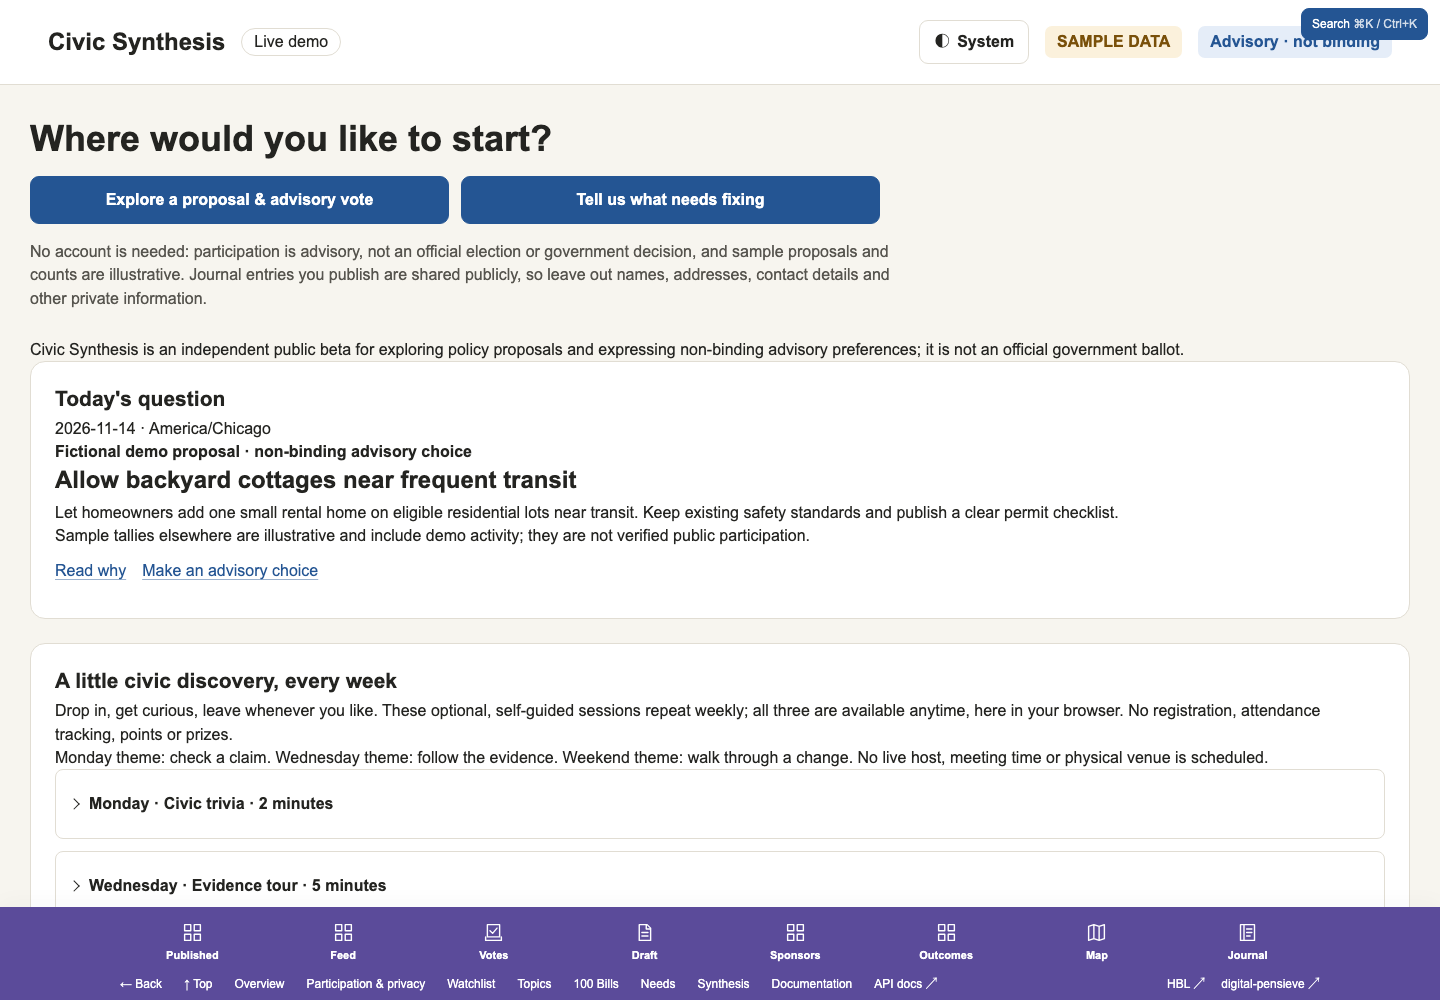 Civic Synthesis
Live demo
System
SAMPLE DATA
Advisory · not binding
Search ⌘K / Ctrl+K
Where would you like to start?
Explore a proposal & advisory vote
Tell us what needs fixing
No account is needed: participation is advisory, not an official election or government decision, and sample proposals and
counts are illustrative. Journal entries you publish are shared publicly, so leave out names, addresses, contact details and
other private information.
Civic Synthesis is an independent public beta for exploring policy proposals and expressing non-binding advisory preferences; it is not an official government ballot.
Today's question
2026-11-14 · America/Chicago
Fictional demo proposal · non-binding advisory choice
Allow backyard cottages near frequent transit
Let homeowners add one small rental home on eligible residential lots near transit. Keep existing safety standards and publish a clear permit checklist.
Sample tallies elsewhere are illustrative and include demo activity; they are not verified public participation.
Read why Make an advisory choice
A little civic discovery, every week
Drop in, get curious, leave whenever you like. These optional, self-guided sessions repeat weekly; all three are available anytime, here in your browser. No registration, attendance
tracking, points or prizes.
Monday theme: check a claim. Wednesday theme: follow the evidence. Weekend theme: walk through a change. No live host, meeting time or physical venue is scheduled.
Monday · Civic trivia · 2 minutes
Wednesday · Evidence tour · 5 minutes
Published Feed Votes Draft Sponsors Outcomes Map Journal
← Back ↑ Top Overview Participation & privacy Watchlist Topics 100 Bills Needs Synthesis Documentation API docs ↗ HBL ↗ digital-pensieve ↗